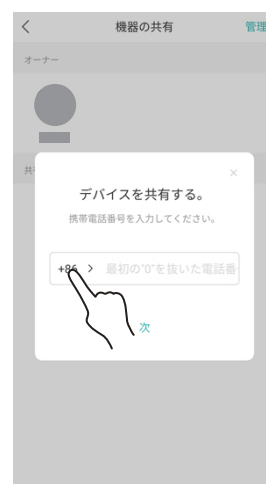 機器の共有
管理
オーナー
共
デバイスを共有する。
携帯電話番号を入力してください。
+86
最初の"0"を抜いた電話番
次